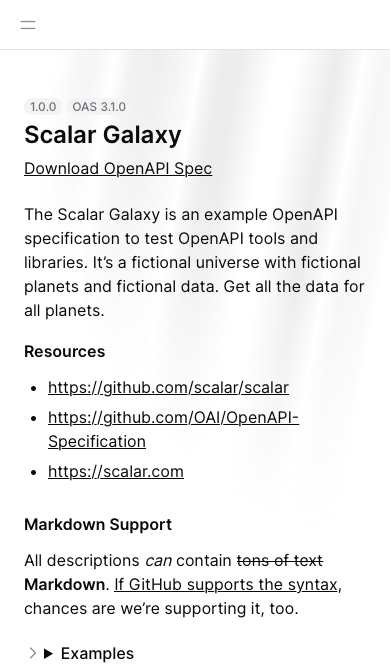 1.0.0 OAS 3.1.0
Scalar Galaxy
Download OpenAPI Spec
The Scalar Galaxy is an example OpenAPI
specification to test OpenAPI tools and
libraries. It’s a fictional universe with fictional
planets and fictional data. Get all the data for
all planets.
Resources
• https://github.com/scalar/scalar
• https://github.com/OAI/OpenAPI-
Specification
• https://scalar.com
Markdown Support
All descriptions can contain tons of text
Markdown. If GitHub supports the syntax,
chances are we’re supporting it, too.
Examples